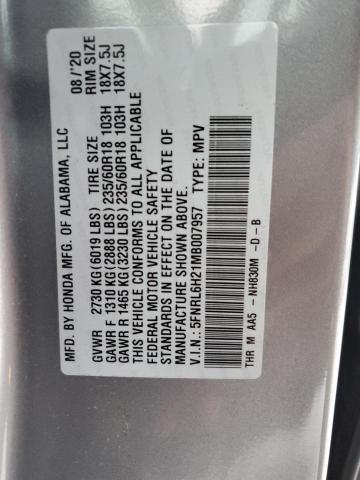 MFD. BY HONDA MFG. OF ALABAMA, LLC 08/'20
TIRE SIZE RIM SIZE
GVWR 2730 KG(6019 LBS)
GAWR F 1310 KG(2888 LBS) 235/60R18 103H 18X7.5J
GAWR R 1465 KG(3230 LBS) 235/60R18 103H 18X7.5J
THIS VEHICLE CONFORMS TO ALL APPLICABLE
FEDERAL MOTOR VEHICLE SAFETY
STANDARDS IN EFFECT ON THE DATE OF
MANUFACTURE SHOWN ABOVE.
V.I.N.: 5FNRL6H21MB007957 TYPE: MPV
THR M AA5 - NH830M -D - B